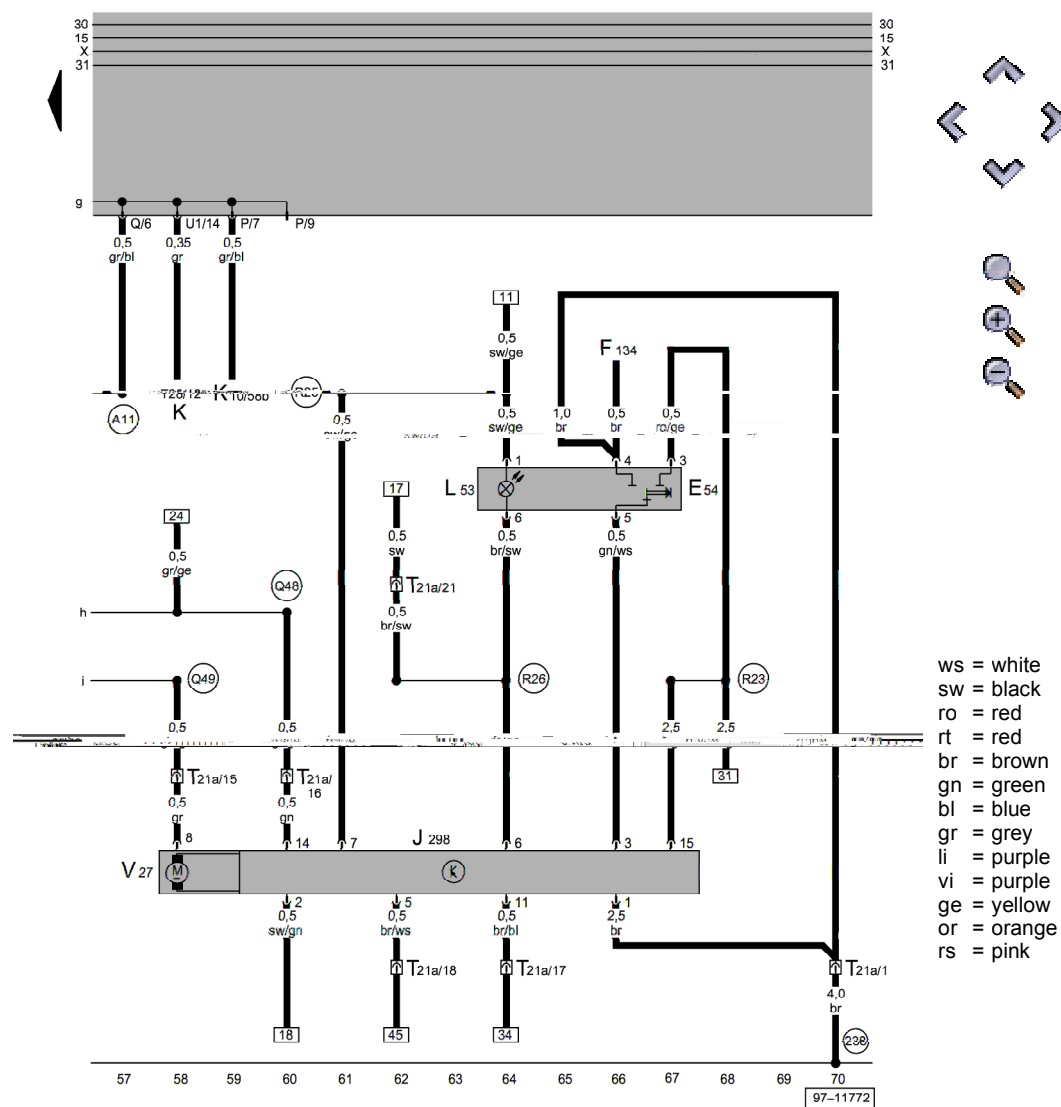 30 30
15 15
X X
31 31
g
Q/6 U1/14 P/7 P/9
0,5 0,35 0,5
gr/bl gr gr/bl
11
0,5
sw/ge
F 134
A11
K
0,5
0,5
sw/ge
1,0
br
0,5
br
0,5
ro/ge
1 4 3
L 53
E 54
17
6 5
24
0,5
sw
0,5
br/sw
0,5
gn/ws
0,5
gr/ge
Q48
T21a/21
h
0,5
br/sw
i
Q49
R26
R23
ws = white
sw = black
ro = red
rt = red
br = brown
gn = green
bl = blue
gr = grey
li = purple
vi = purple
ge = yellow
or = orange
rs = pink
0,5 0,5 2,5 2,5
T21a/15
T21a/
16
31
0,5
gr
0,5
gn
8 14 7 J 298 6 3 15
V 27
M
K
2 5 11 1
0,5
sw/gn
0,5
br/ws
0,5
br/bl
2,5
br
T21a/18
T21a/17
T21a/1
4,0
br
18 45 34
238
57 58 59 60 61 62 63 64 65 66 67 68 69 70
97–11772